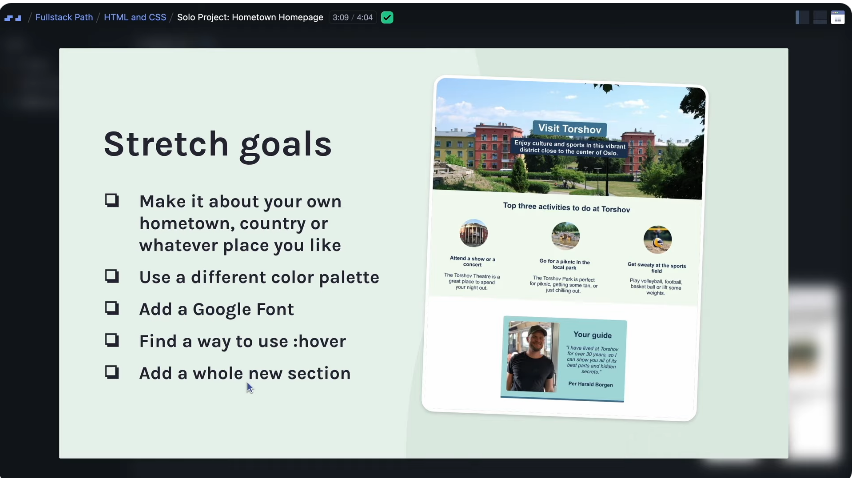 / Fullstack Path / HTML and CSS / Solo Project: Hometown Homepage 3:09 / 4:04
Stretch goals
Make it about your own
hometown, country or
whatever place you like
Use a different color palette
Add a Google Font
Find a way to use :hover
Add a whole new section
Visit Torshov
Enjoy culture and sports in this vibrant
district close to the center of Oslo.
Top three activities to do at Torshov
Attend a show or a
concert
The Torshov Theatre is a
great place to spend
your night out.
Go for a piknic in the
local park
The Torshov Park is perfect
for piknic, getting some tan, or
just chilling out.
Get sweaty at the sports
field
Play volleyball, football,
basket ball or lift some
weights.
Your guide
"I have lived at Torshov
for over 30 years, so I
can show you all of its
best parts and hidden
secrets."
Per Harald Borgen